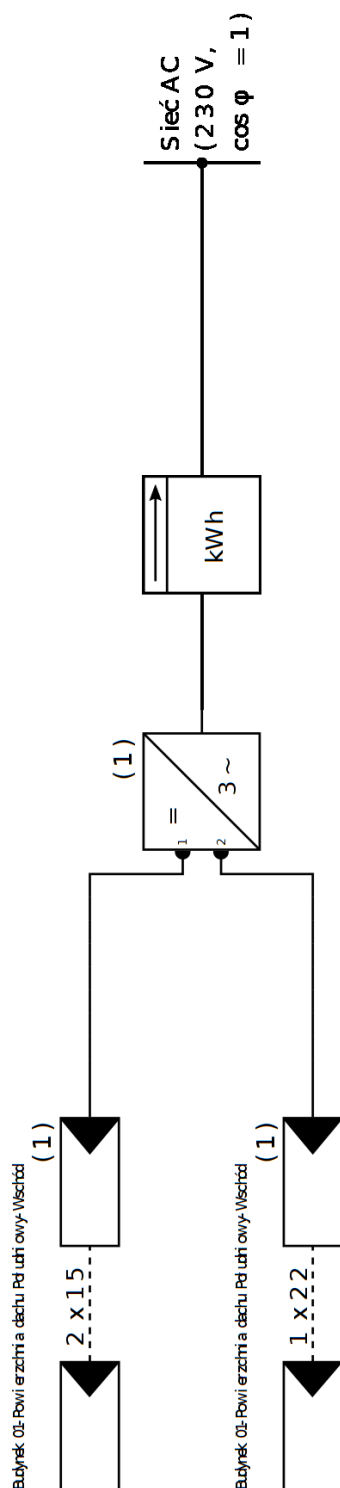 Sieć AC
(230 V,
cos φ = 1)
kWh
(1)
=
3 ~
1
2
Budynek 01-Powierzchnia dachu Południowy-Wschód
(1)
2 x 15
Budynek 01-Powierzchnia dachu Południowy-Wschód
(1)
1 x 22